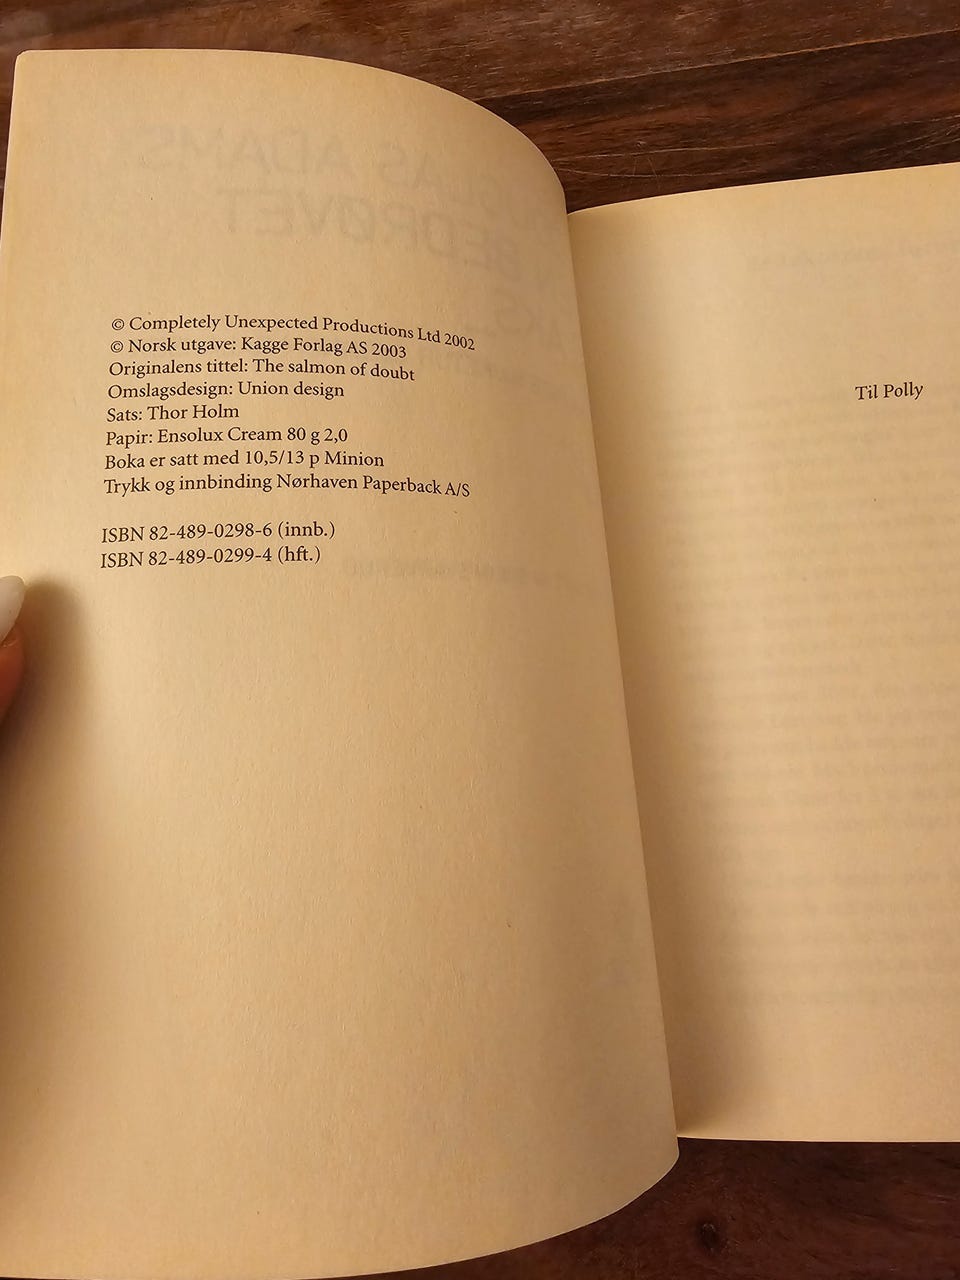 © Completely Unexpected Productions Ltd 2002
© Norsk utgave: Kagge Forlag AS 2003
Originalens tittel: The salmon of doubt
Omslagsdesign: Union design
Sats: Thor Holm
Papir: Ensolux Cream 80 g 2,0
Boka er satt med 10,5/13 p Minion
Trykk og innbinding Nørhaven Paperback A/S
ISBN 82-489-0298-6 (innb.)
ISBN 82-489-0299-4 (hft.)
Til Polly